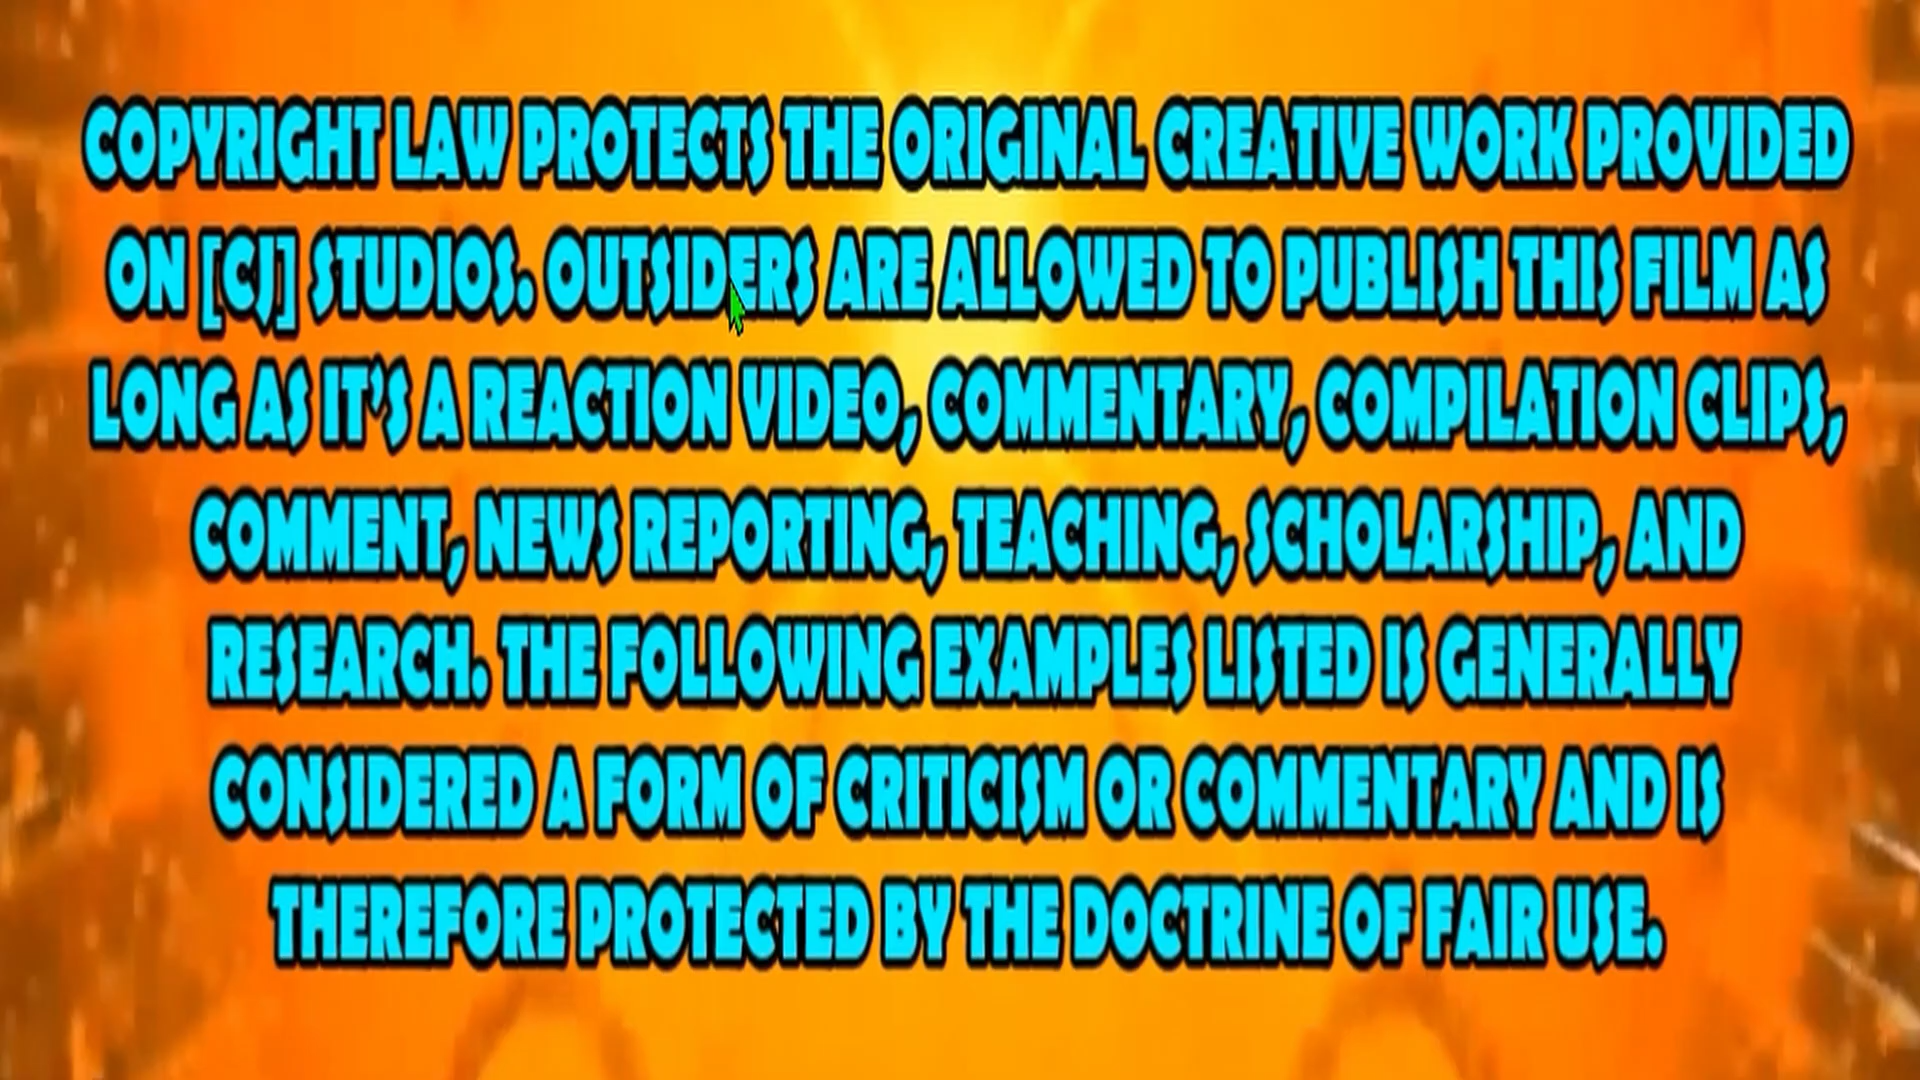 COPYRIGHT LAW PROTECTS THE ORIGINAL CREATIVE WORK PROVIDED
ON [CJ] STUDIOS. OUTSIDERS ARE ALLOWED TO PUBLISH THIS FILM AS
LONG AS IT'S A REACTION VIDEO, COMMENTARY, COMPILATION CLIPS,
COMMENT, NEWS REPORTING, TEACHING, SCHOLARSHIP, AND
RESEARCH. THE FOLLOWING EXAMPLES LISTED IS GENERALLY
CONSIDERED A FORM OF CRITICISM OR COMMENTARY AND IS
THEREFORE PROTECTED BY THE DOCTRINE OF FAIR USE.